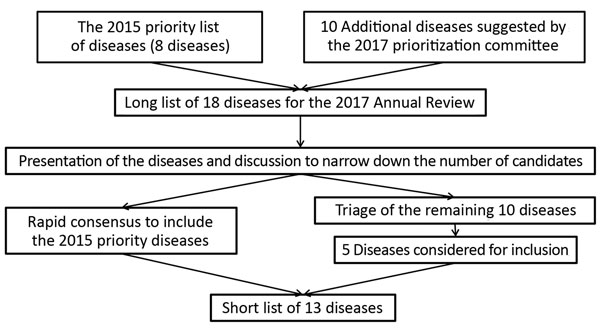 The 2015 priority list
of diseases (8 diseases)
10 Additional diseases suggested by
the 2017 prioritization committee
Long list of 18 diseases for the 2017 Annual Review
Presentation of the diseases and discussion to narrow down the number of candidates
Rapid consensus to include
the 2015 priority diseases
Triage of the remaining 10 diseases
5 Diseases considered for inclusion
Short list of 13 diseases